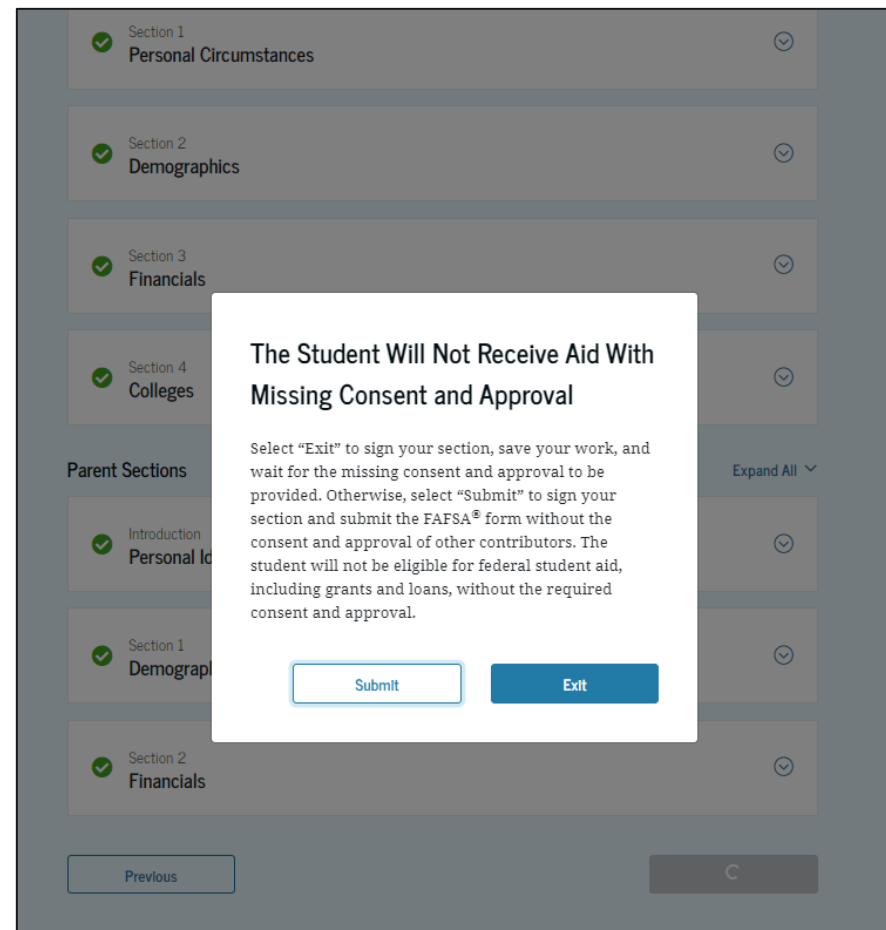 Section 1
Personal Circumstances
Section 2
Demographics
Section 3
Financials
Section 4
Colleges
The Student Will Not Receive Aid With
Missing Consent and Approval
Select “Exit” to sign your section, save your work, and
wait for the missing consent and approval to be
provided. Otherwise, select “Submit” to sign your
section and submit the FAFSA® form without the
consent and approval of other contributors. The
student will not be eligible for federal student aid,
including grants and loans, without the required
consent and approval.
Submit
Exit
Parent Sections
Expand All
Introduction
Personal Id
Section 1
Demograp
Section 2
Financials
Previous